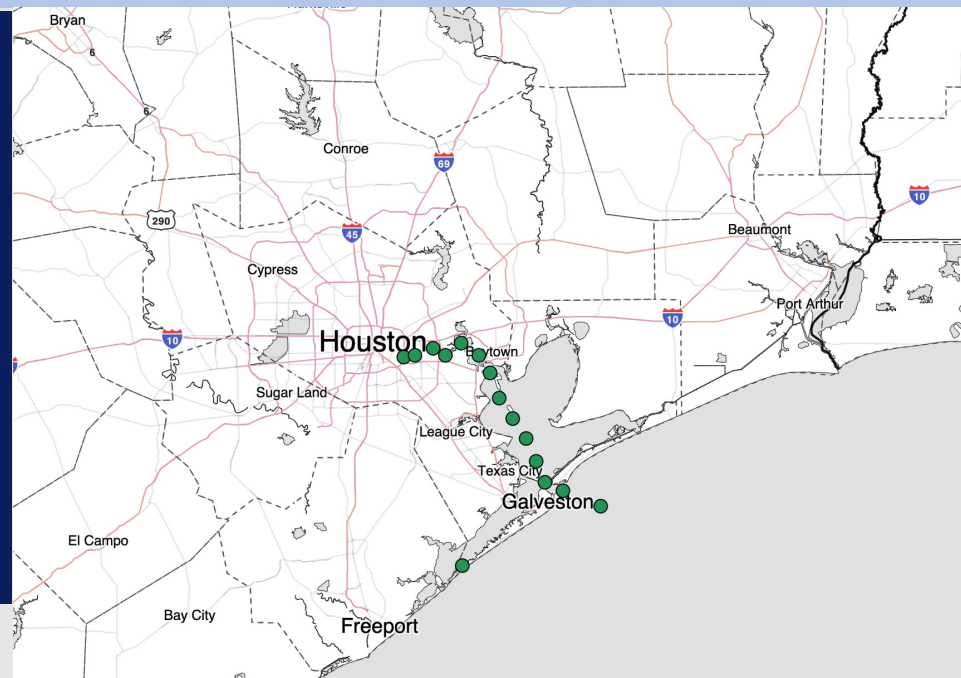 Bryan
6
6
Conroe
69
290
45
10
Beaumont
Cypress
Port Arthur
10
10
Houston
Baytown
Sugar Land
League City
Texas City
Galveston
El Campo
Bay City
Freeport